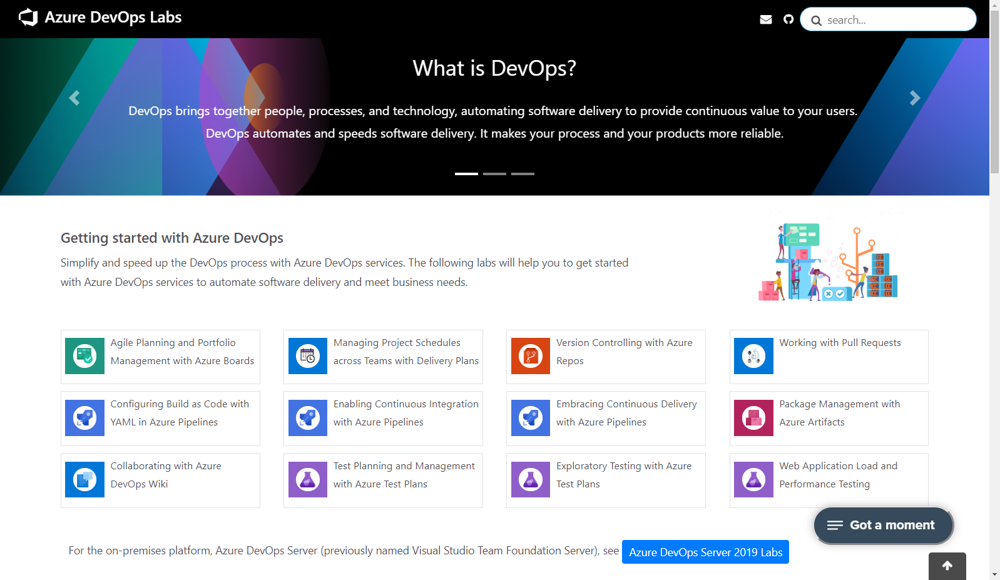 Azure DevOps Labs
search...
What is DevOps?
DevOps brings together people, processes, and technology, automating software delivery to provide continuous value to your users.
DevOps automates and speeds software delivery. It makes your process and your products more reliable.
Getting started with Azure DevOps
Simplify and speed up the DevOps process with Azure DevOps services. The following labs will help you to get started
with Azure DevOps services to automate software delivery and meet business needs.
Agile Planning and Portfolio
Management with Azure Boards
Managing Project Schedules
across Teams with Delivery Plans
Version Controlling with Azure
Repos
Working with Pull Requests
Configuring Build as Code with
YAML in Azure Pipelines
Enabling Continuous Integration
with Azure Pipelines
Embracing Continuous Delivery
with Azure Pipelines
Package Management with
Azure Artifacts
Collaborating with Azure
DevOps Wiki
Test Planning and Management
with Azure Test Plans
Exploratory Testing with Azure
Test Plans
Web Application Load and
Performance Testing
Got a moment
For the on-premises platform, Azure DevOps Server (previously named Visual Studio Team Foundation Server), see Azure DevOps Server 2019 Labs